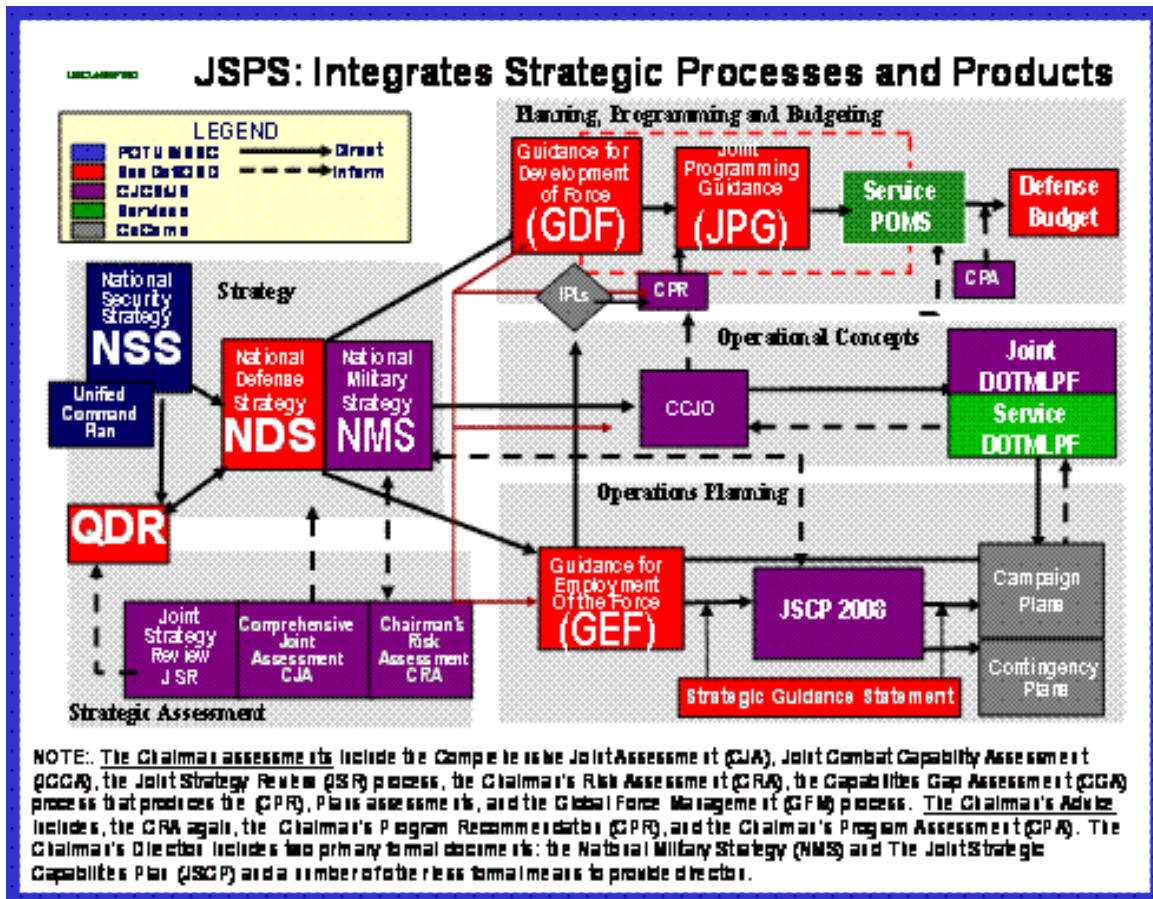 UNCLASSIFIED
JSPS: Integrates Strategic Processes and Products
LEGEND
CJCS/JS
Services
CoComs
Direct
Inform
Planning, Programming and Budgeting
Guidance for
Development
of Force
(GDF)
Joint
Programming
Guidance
(JPG)
Service
POMS
Defense
Budget
IPLs
CPR
CPA
Strategy
National
Security
Strategy
NSS
Unified
Command
Plan
National
Defense
Strategy
NDS
National
Military
Strategy
NMS
QDR
Operational Concepts
CCJO
Joint
DOTMLPF
Service
DOTMLPF
Operations Planning
Guidance for
Employment
Of the Force
(GEF)
JSCP 2008
Campaign
Plans
Contingency
Plans
Strategic Guidance Statement
Joint
Strategy
Review
JSR
Comprehensive
Joint
Assessment
CJA
Chairman's
Risk
Assessment
CRA
Strategic Assessment
NOTE:. The Chairman assessments include the Comprehensive Joint Assessment (CJA), Joint Combat Capability Assessment
(JCCA), the Joint Strategy Review (JSR) process, the Chairman's Risk Assessment (CRA), the Capabilities Gap Assessment (CGA)
process that produces the (CPR), Plans assessments, and the Global Force Management (GFM) process. The Chairman's Advice
includes, the CRA again, the Chairman's Program Recommendation (CPR), and the Chairman's Program Assessment (CPA). The
Chairman's Direction includes two primary formal documents: the National Military Strategy (NMS) and The Joint Strategic
Capabilities Plan (JSCP) and a number of other less formal means to provide direction.